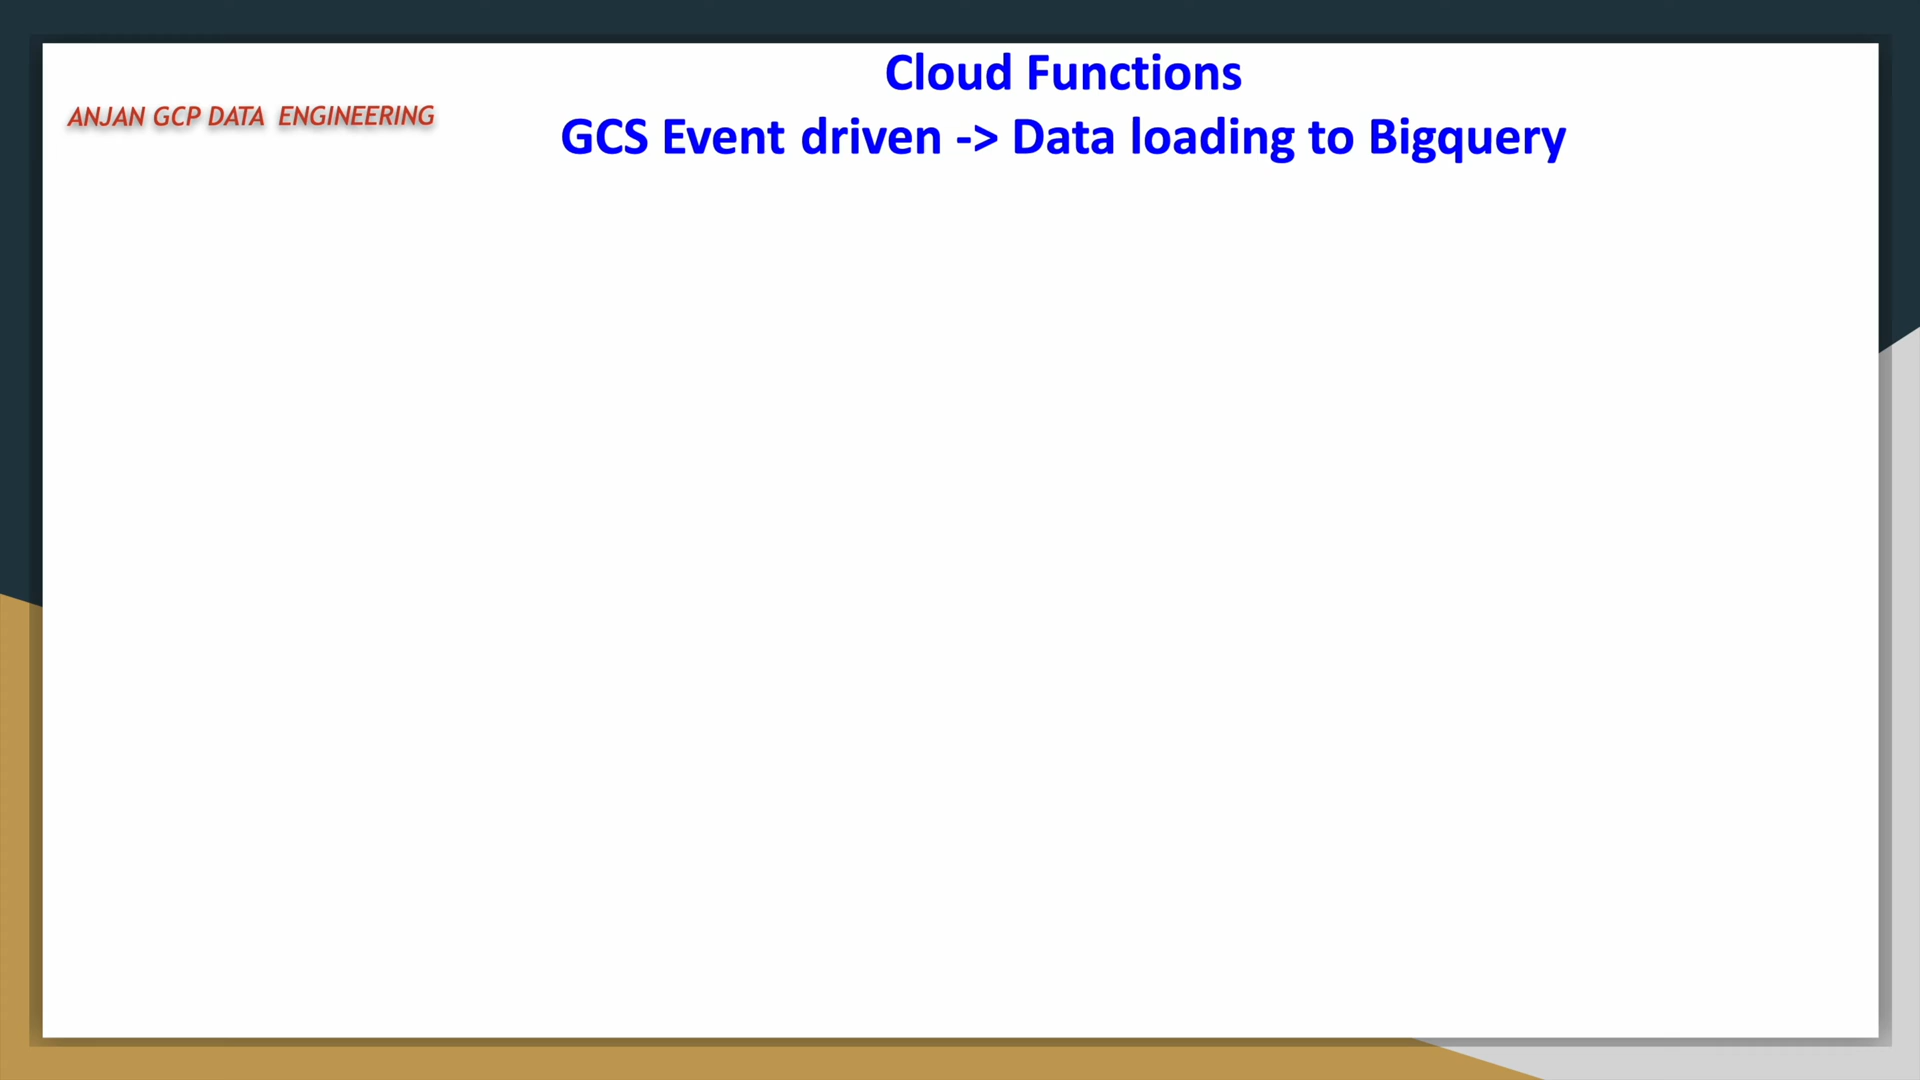 Cloud Functions
ANJAN GCP DATA ENGINEERING
GCS Event driven -> Data loading to Bigquery